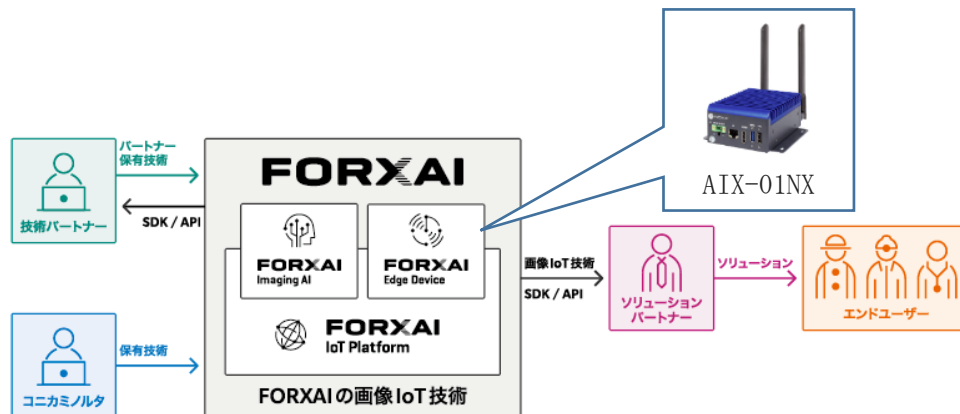 AIX-01NX
パートナー
保有技術
技術パートナー
SDK / API
コニカミノルタ
保有技術
FORXAI
FORXAI
Imaging AI
FORXAI
Edge Device
FORXAI
IoT Platform
FORXAIの画像IoT技術
画像IoT技術
SDK / API
ソリューション
パートナー
ソリューション
エンドユーザー